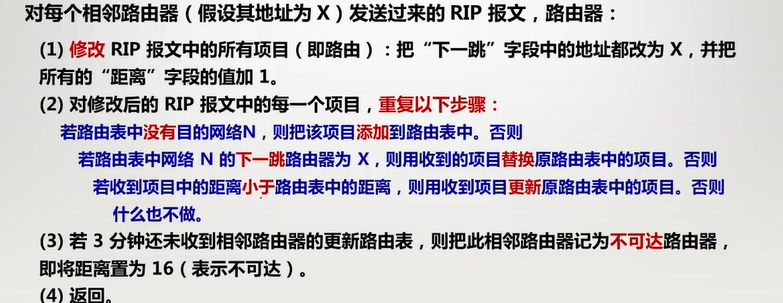 对每个相邻路由器（假设其地址为 X）发送过来的 RIP 报文，路由器：
(1) 修改 RIP 报文中的所有项目（即路由）：把“下一跳”字段中的地址都改为 X，并把
所有的“距离”字段的值加 1。
(2) 对修改后的 RIP 报文中的每一个项目，重复以下步骤：
若路由表中没有目的网络N，则把该项目添加到路由表中。否则
若路由表中网络 N 的下一跳路由器为 X，则用收到的项目替换原路由表中的项目。否则
若收到项目中的距离小于路由表中的距离，则用收到项目更新原路由表中的项目。否则
什么也不做。
(3) 若 3 分钟还未收到相邻路由器的更新路由表，则把此相邻路由器记为不可达路由器，
即将距离置为 16（表示不可达）。
(4) 返回。